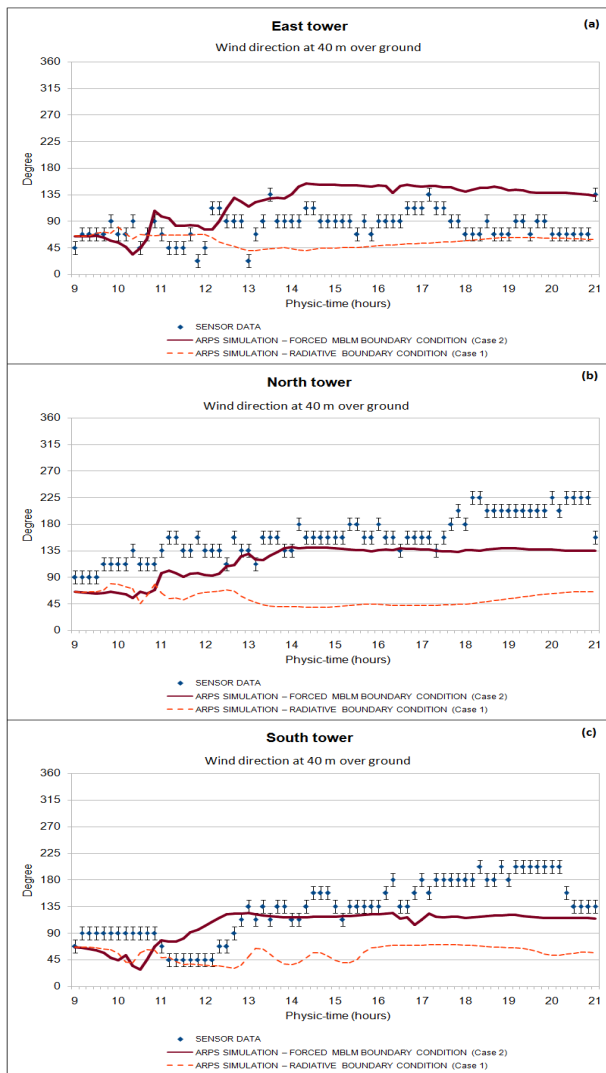 East tower
(a)
Wind direction at 40 m over ground
360
315
270
225
180
135
90
45
0
Degree
9 10 11 12 13 14 15 16 17 18 19 20 21
Physic-time (hours)
SENSOR DATA
ARPS SIMULATION – FORCED MBLM BOUNDARY CONDITION (Case 2)
ARPS SIMULATION – RADIATIVE BOUNDARY CONDITION (Case 1)
North tower
(b)
Wind direction at 40 m over ground
360
315
270
225
180
135
90
45
0
Degree
9 10 11 12 13 14 15 16 17 18 19 20 21
Physic-time (hours)
SENSOR DATA
ARPS SIMULATION – FORCED MBLM BOUNDARY CONDITION (Case 2)
ARPS SIMULATION – RADIATIVE BOUNDARY CONDITION (Case 1)
South tower
(c)
Wind direction at 40 m over ground
360
315
270
225
180
135
90
45
0
Degree
9 10 11 12 13 14 15 16 17 18 19 20 21
Physic-time (hours)
SENSOR DATA
ARPS SIMULATION – FORCED MBLM BOUNDARY CONDITION (Case 2)
ARPS SIMULATION – RADIATIVE BOUNDARY CONDITION (Case 1)